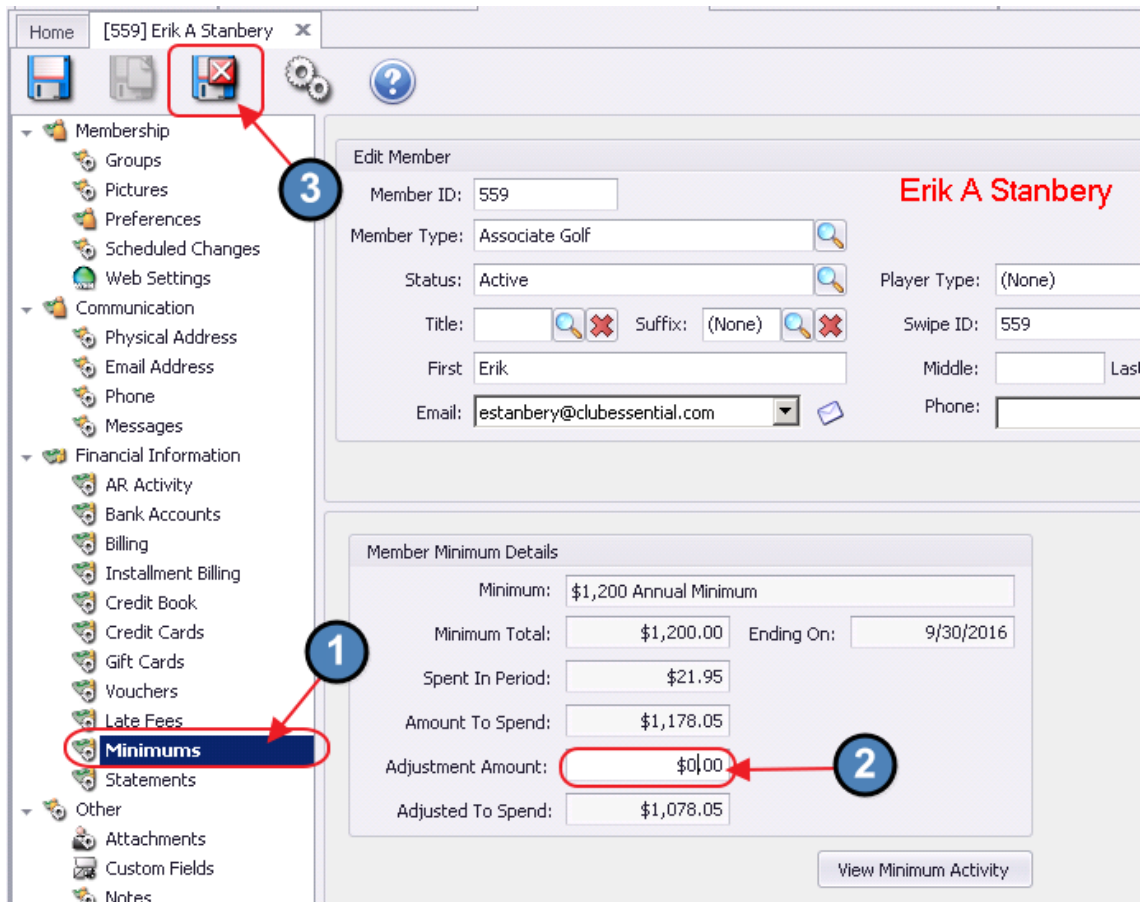 Home [559] Erik A Stanbery
Membership
Groups
Pictures
Preferences
Scheduled Changes
Web Settings
Communication
Physical Address
Email Address
Phone
Messages
Financial Information
AR Activity
Bank Accounts
Billing
Installment Billing
Credit Book
Credit Cards
Gift Cards
Vouchers
Late Fees
Minimums
Statements
Other
Attachments
Custom Fields
Notes
3
1
Edit Member
Member ID: 559 Erik A Stanbery
Member Type: Associate Golf
Status: Active Player Type: (None)
Title: Suffix: (None) Swipe ID: 559
First Erik Middle: Last
Email: estanbery@clubessential.com Phone:
Member Minimum Details
Minimum: $1,200 Annual Minimum
Minimum Total: $1,200.00 Ending On: 9/30/2016
Spent In Period: $21.95
Amount To Spend: $1,178.05
Adjustment Amount: $0.00 2
Adjusted To Spend: $1,078.05
View Minimum Activity